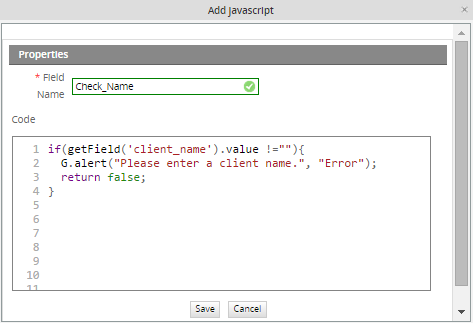 Add Javascript ×
Properties
* Field
Name
Check_Name
Code
1 if(getField('client_name').value !=""){
2   G.alert("Please enter a client name.", "Error");
3   return false;
4 }
5
6
7
8
9
10
11
Save Cancel